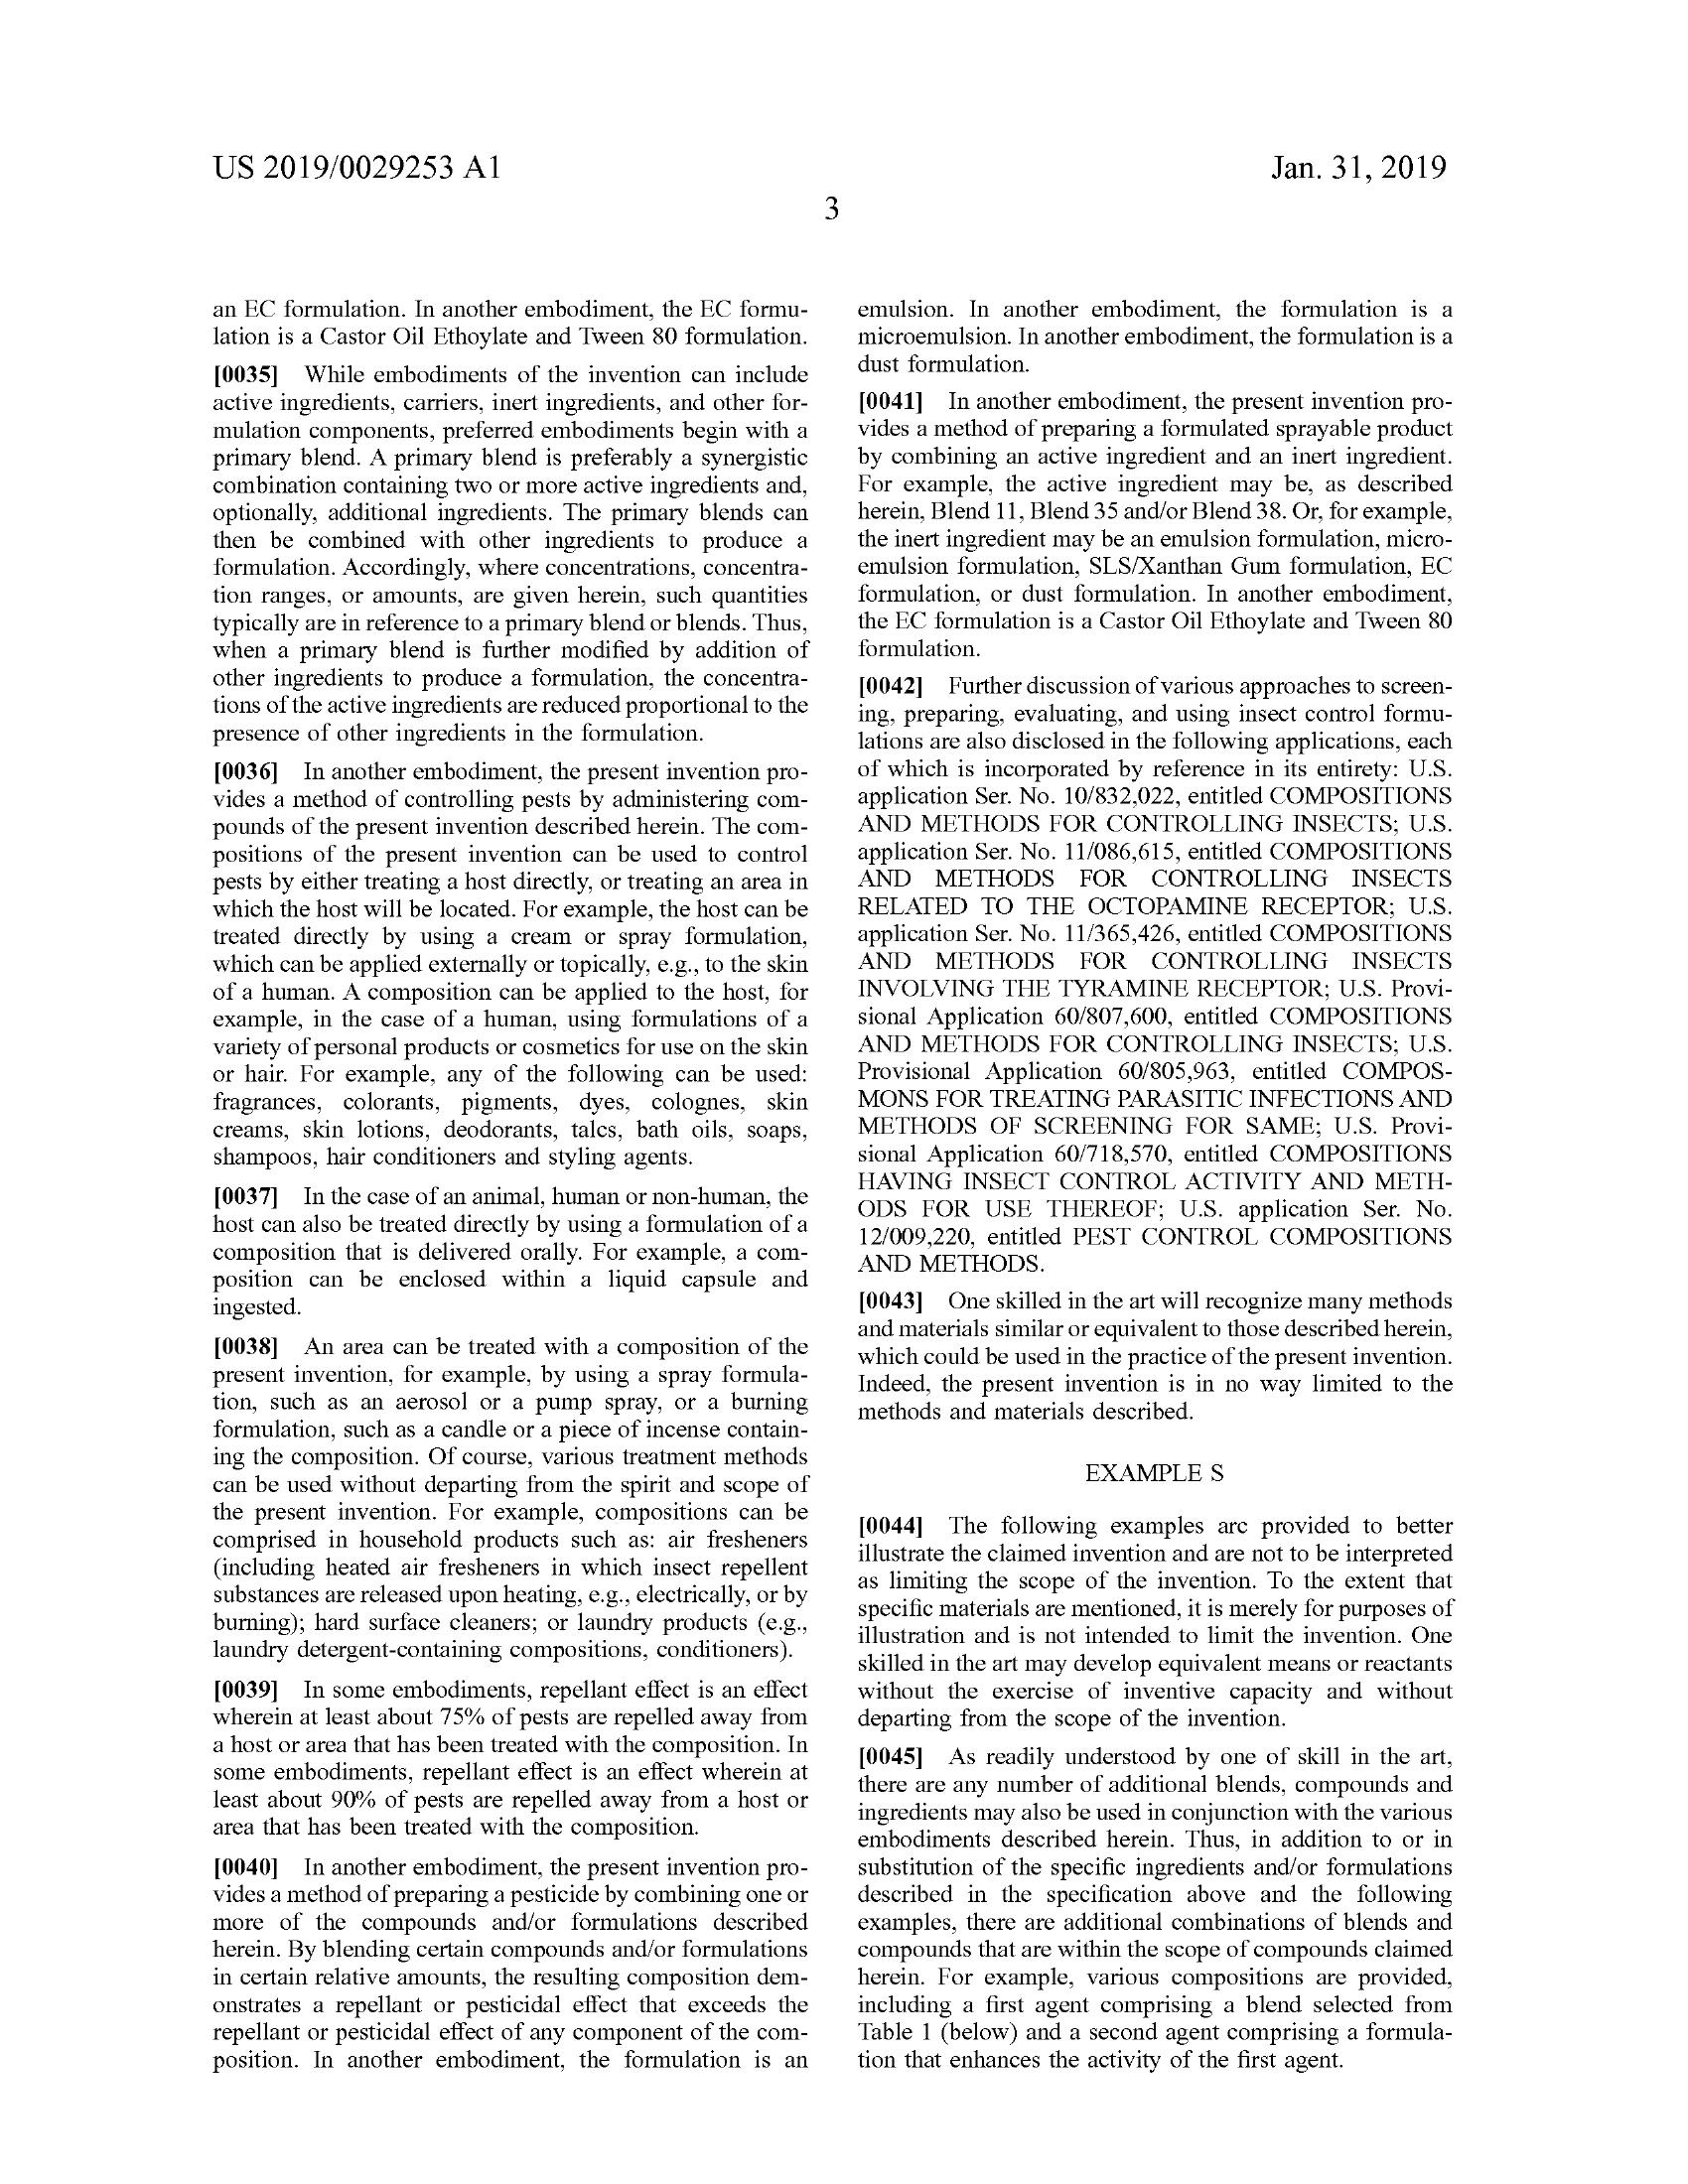 US 2019/0029253 A1
Jan. 31, 2019
3
an EC formulation. In another embodiment, the EC formu-
lation is a Castor Oil Ethoylate and Tween 80 formulation.
[0035] While embodiments of the invention can include
active ingredients, carriers, inert ingredients, and other for-
mulation components, preferred embodiments begin with a
primary blend. A primary blend is preferably a synergistic
combination containing two or more active ingredients and,
optionally, additional ingredients. The primary blends can
then be combined with other ingredients to produce a
formulation. Accordingly, where concentrations, concentra-
tion ranges, or amounts, are given herein, such quantities
typically are in reference to a primary blend or blends. Thus,
when a primary blend is further modified by addition of
other ingredients to produce a formulation, the concentra-
tions of the active ingredients are reduced proportional to the
presence of other ingredients in the formulation.
[0036] In another embodiment, the present invention pro-
vides a method of controlling pests by administering com-
pounds of the present invention described herein. The com-
positions of the present invention can be used to control
pests by either treating a host directly, or treating an area in
which the host will be located. For example, the host can be
treated directly by using a cream or spray formulation,
which can be applied externally or topically, e.g., to the skin
of a human. A composition can be applied to the host, for
example, in the case of a human, using formulations of a
variety of personal products or cosmetics for use on the skin
or hair. For example, any of the following can be used:
fragrances, colorants, pigments, dyes, colognes, skin
creams, skin lotions, deodorants, talcs, bath oils, soaps,
shampoos, hair conditioners and styling agents.
[0037] In the case of an animal, human or non-human, the
host can also be treated directly by using a formulation of a
composition that is delivered orally. For example, a com-
position can be enclosed within a liquid capsule and
ingested.
[0038] An area can be treated with a composition of the
present invention, for example, by using a spray formula-
tion, such as an aerosol or a pump spray, or a burning
formulation, such as a candle or a piece of incense contain-
ing the composition. Of course, various treatment methods
can be used without departing from the spirit and scope of
the present invention. For example, compositions can be
comprised in household products such as: air fresheners
(including heated air fresheners in which insect repellent
substances are released upon heating, e.g., electrically, or by
burning); hard surface cleaners; or laundry products (e.g.,
laundry detergent-containing compositions, conditioners).
[0039] In some embodiments, repellant effect is an effect
wherein at least about 75% of pests are repelled away from
a host or area that has been treated with the composition. In
some embodiments, repellant effect is an effect wherein at
least about 90% of pests are repelled away from a host or
area that has been treated with the composition.
[0040] In another embodiment, the present invention pro-
vides a method of preparing a pesticide by combining one or
more of the compounds and/or formulations described
herein. By blending certain compounds and/or formulations
in certain relative amounts, the resulting composition dem-
onstrates a repellant or pesticidal effect that exceeds the
repellant or pesticidal effect of any component of the com-
position. In another embodiment, the formulation is an
emulsion. In another embodiment, the formulation is a
microemulsion. In another embodiment, the formulation is a
dust formulation.
[0041] In another embodiment, the present invention pro-
vides a method of preparing a formulated sprayable product
by combining an active ingredient and an inert ingredient.
For example, the active ingredient may be, as described
herein, Blend 11, Blend 35 and/or Blend 38. Or, for example,
the inert ingredient may be an emulsion formulation, micro-
emulsion formulation, SLS/Xanthan Gum formulation, EC
formulation, or dust formulation. In another embodiment,
the EC formulation is a Castor Oil Ethoylate and Tween 80
formulation.
[0042] Further discussion of various approaches to screen-
ing, preparing, evaluating, and using insect control formu-
lations are also disclosed in the following applications, each
of which is incorporated by reference in its entirety: U.S.
application Ser. No. 10/832,022, entitled COMPOSITIONS
AND METHODS FOR CONTROLLING INSECTS; U.S.
application Ser. No. 11/086,615, entitled COMPOSITIONS
AND METHODS FOR CONTROLLING INSECTS
RELATED TO THE OCTOPAMINE RECEPTOR; U.S.
application Ser. No. 11/365,426, entitled COMPOSITIONS
AND METHODS FOR CONTROLLING INSECTS
INVOLVING THE TYRAMINE RECEPTOR; U.S. Provi-
sional Application 60/807,600, entitled COMPOSITIONS
AND METHODS FOR CONTROLLING INSECTS; U.S.
Provisional Application 60/805,963, entitled COMPOS-
MONS FOR TREATING PARASITIC INFECTIONS AND
METHODS OF SCREENING FOR SAME; U.S. Provi-
sional Application 60/718,570, entitled COMPOSITIONS
HAVING INSECT CONTROL ACTIVITY AND METH-
ODS FOR USE THEREOF; U.S. application Ser. No.
12/009,220, entitled PEST CONTROL COMPOSITIONS
AND METHODS.
[0043] One skilled in the art will recognize many methods
and materials similar or equivalent to those described herein,
which could be used in the practice of the present invention.
Indeed, the present invention is in no way limited to the
methods and materials described.
EXAMPLE S
[0044] The following examples are provided to better
illustrate the claimed invention and are not to be interpreted
as limiting the scope of the invention. To the extent that
specific materials are mentioned, it is merely for purposes of
illustration and is not intended to limit the invention. One
skilled in the art may develop equivalent means or reactants
without the exercise of inventive capacity and without
departing from the scope of the invention.
[0045] As readily understood by one of skill in the art,
there are any number of additional blends, compounds and
ingredients may also be used in conjunction with the various
embodiments described herein. Thus, in addition to or in
substitution of the specific ingredients and/or formulations
described in the specification above and the following
examples, there are additional combinations of blends and
compounds that are within the scope of compounds claimed
herein. For example, various compositions are provided,
including a first agent comprising a blend selected from
Table 1 (below) and a second agent comprising a formula-
tion that enhances the activity of the first agent.